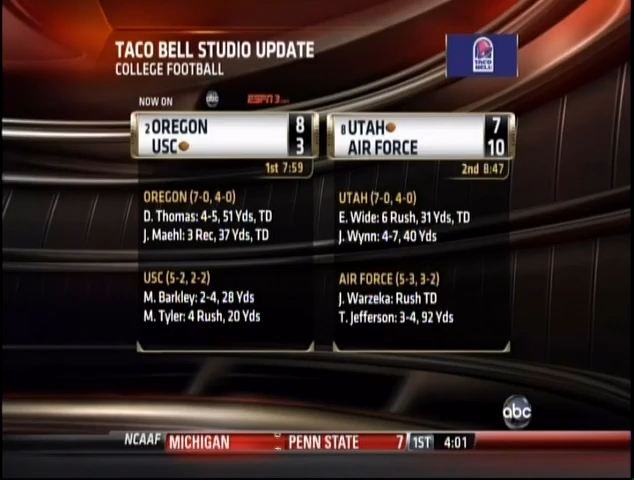 TACO BELL STUDIO UPDATE
COLLEGE FOOTBALL
TACO
BELL
NOW ON
abc
ESPN3.com
2 OREGON 8
USC 3
1st 7:59
8 UTAH 7
AIR FORCE 10
2nd 8:47
OREGON (7-0, 4-0)
D. Thomas: 4-5, 51 Yds, TD
J. Maehl: 3 Rec, 37 Yds, TD
USC (5-2, 2-2)
M. Barkley: 2-4, 28 Yds
M. Tyler: 4 Rush, 20 Yds
UTAH (7-0, 4-0)
E. Wide: 6 Rush, 31 Yds, TD
J. Wynn: 4-7, 40 Yds
AIR FORCE (5-3, 3-2)
J. Warzeka: Rush TD
T. Jefferson: 3-4, 92 Yds
abc
NCAAF MICHIGAN PENN STATE 7 1ST 4:01